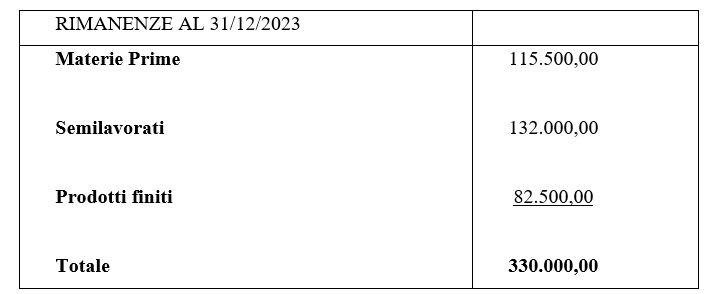 RIMANENZE AL 31/12/2023
Materie Prime 115.500,00
Semilavorati 132.000,00
Prodotti finiti 82.500,00
Totale 330.000,00